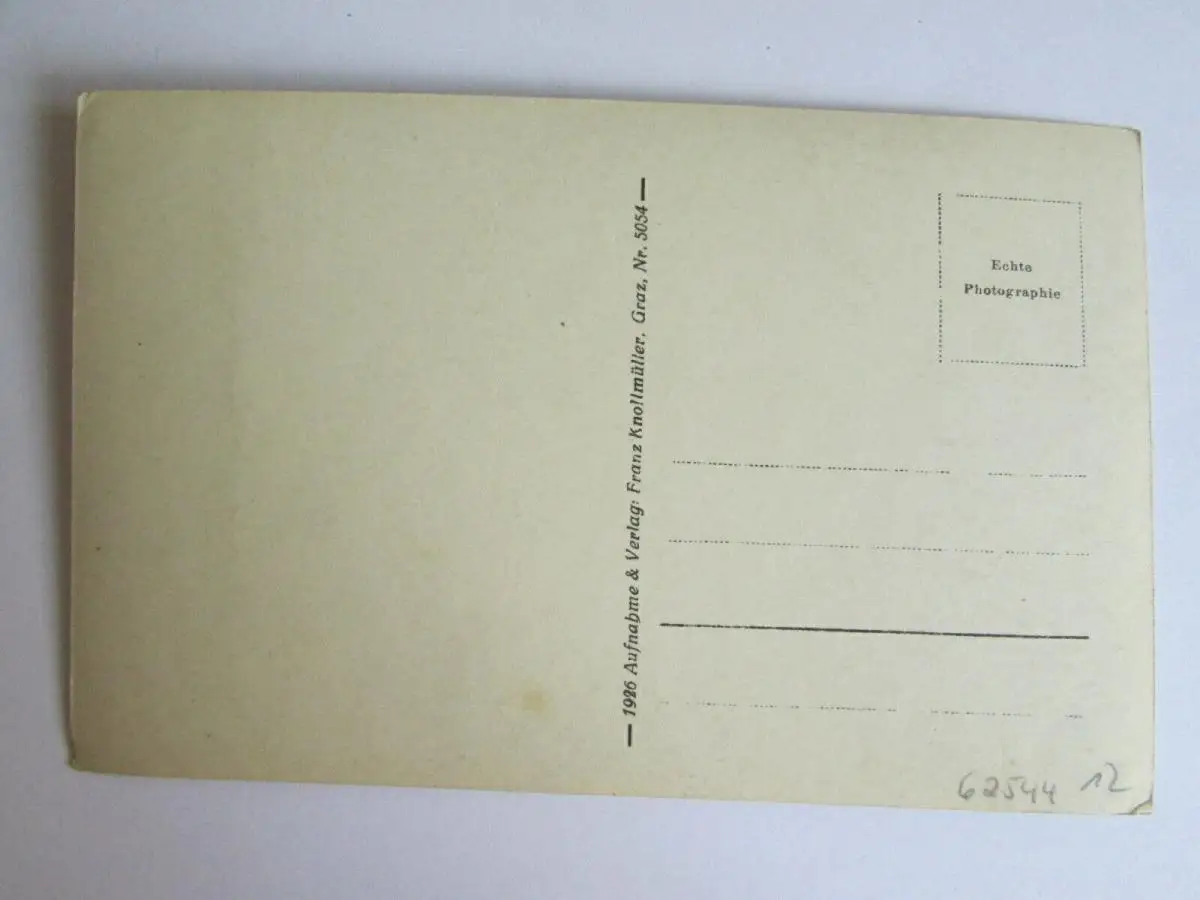 — 1926 Aufnahme & Verlag: Franz Knollmüller, Graz, Nr. 5054 —
Echte
Photographie
62544 12